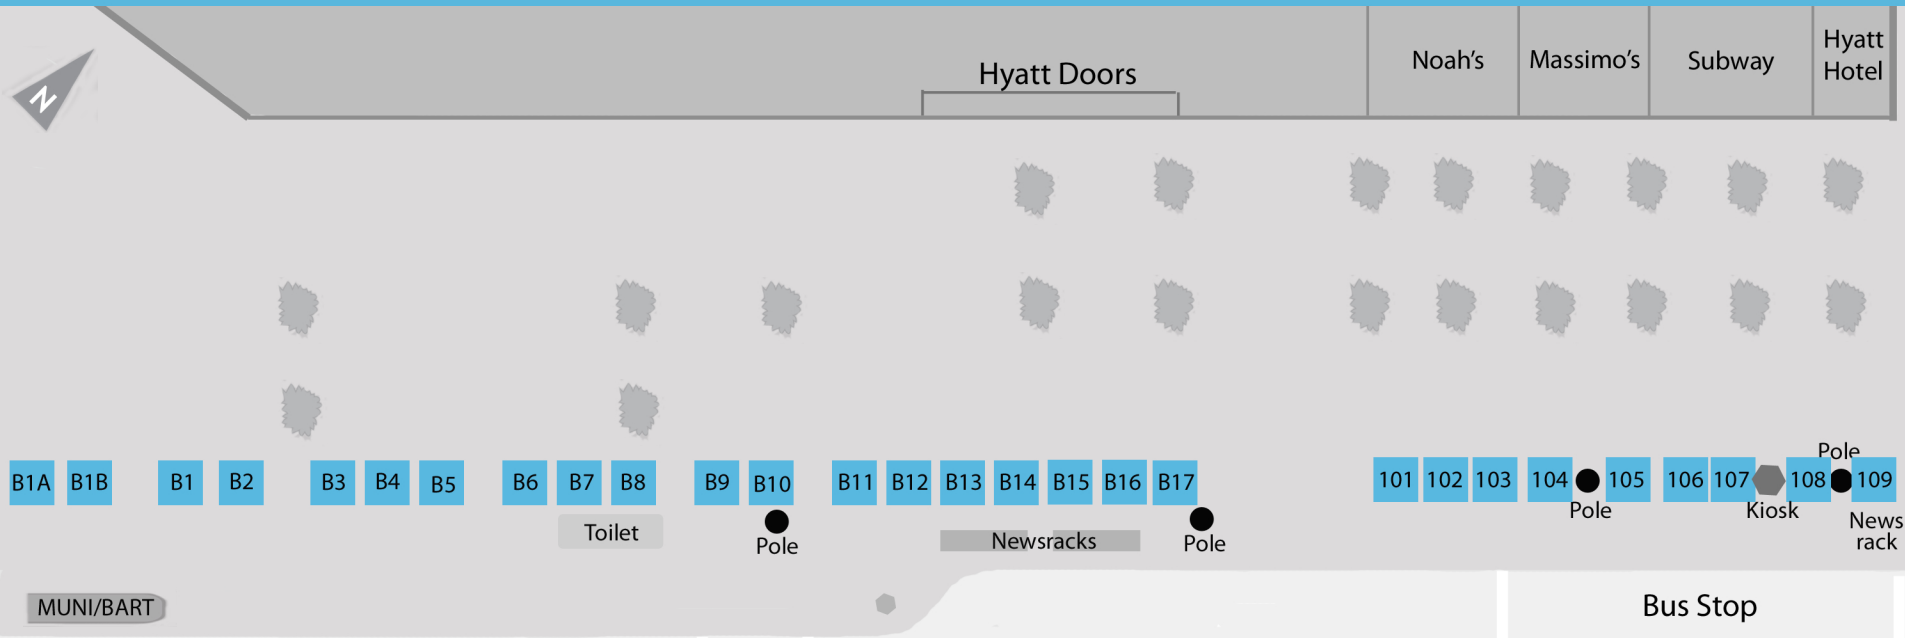 Hyatt
Hotel
Noah's
Massimo's
Subway
Hyatt Doors
N
Pole
B1A B1B B1 B2 B3 B4 B5 B6 B7 B8 B9 B10 B11 B12 B13 B14 B15 B16 B17 101 102 103 104 105 106 107 108 109
Pole
Kiosk
News
rack
Toilet
Pole
Newsracks
Pole
MUNI/BART
Bus Stop